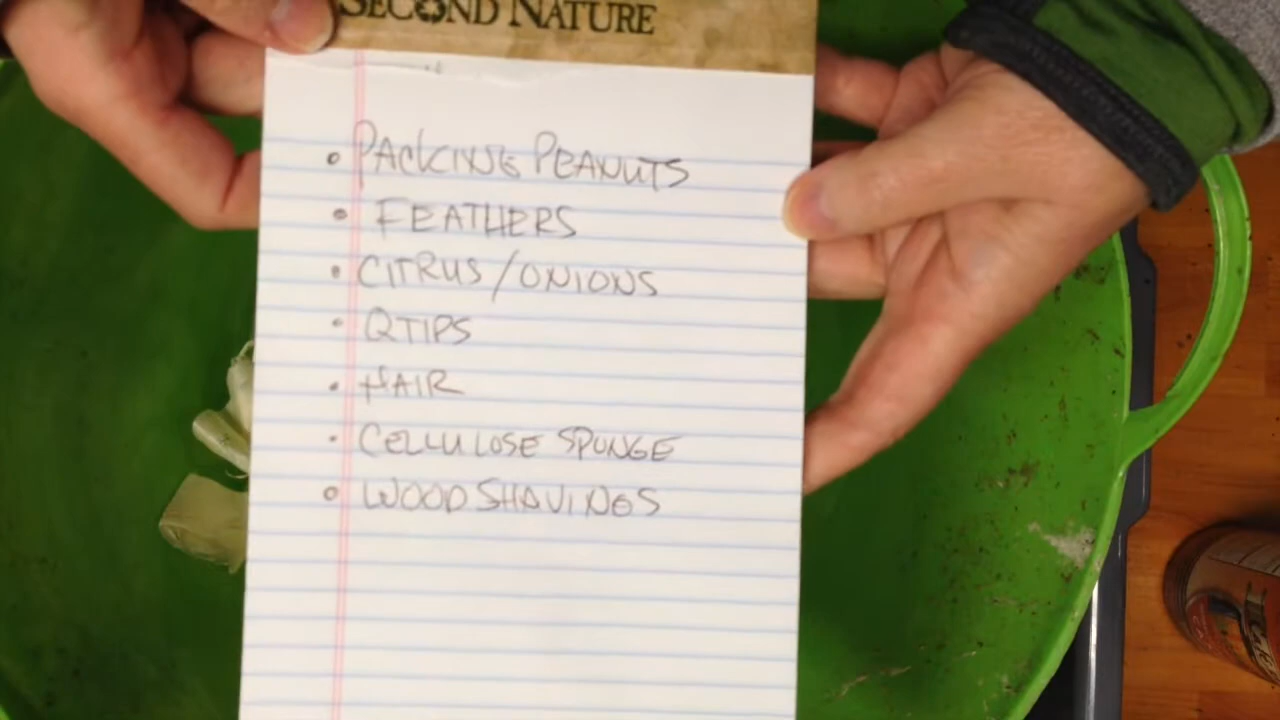 SECOND NATURE
• PACKING PEANUTS
• FEATHERS
• CITRUS/ONIONS
• QTIPS
• HAIR
• CELLULOSE SPONGE
• WOOD SHAVINGS